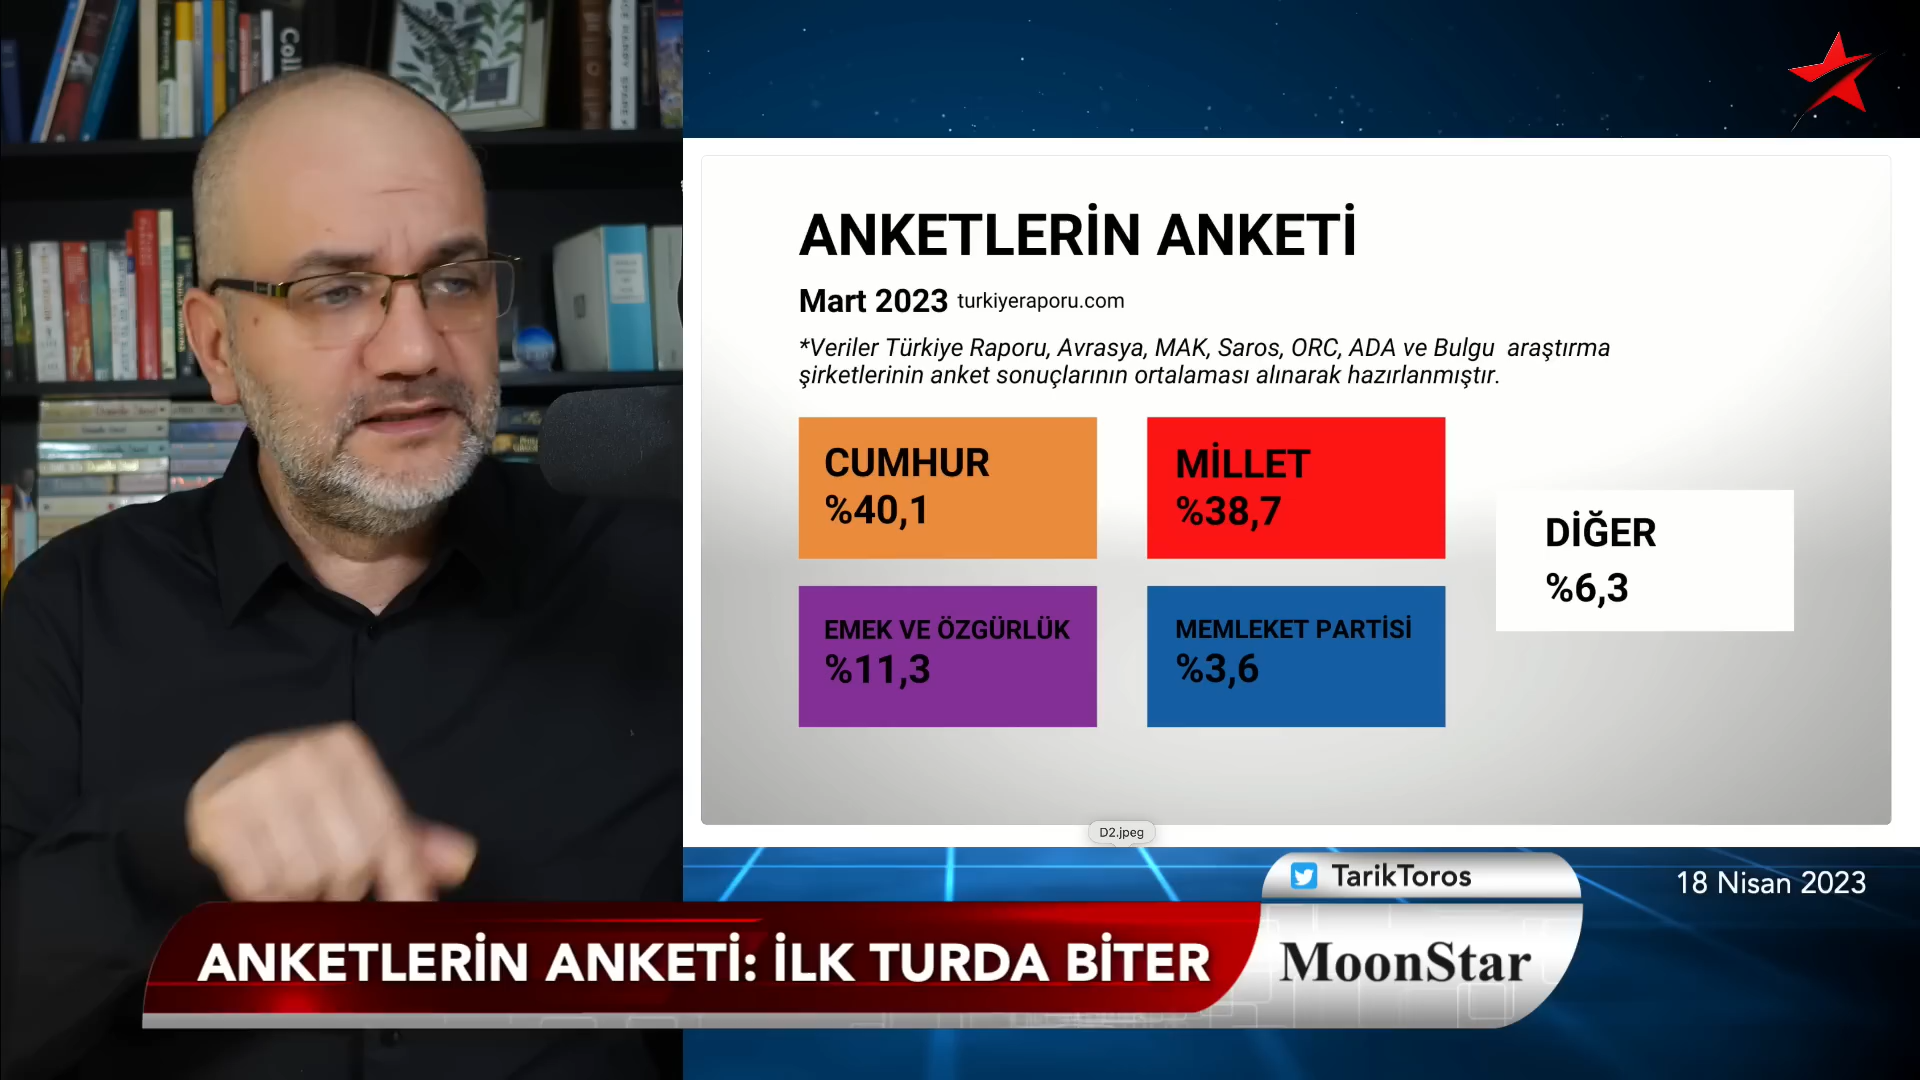 ANKETLERİN ANKETİ
Mart 2023 turkiyeraporu.com
*Veriler Türkiye Raporu, Avrasya, MAK, Saros, ORC, ADA ve Bulgu araştırma
şirketlerinin anket sonuçlarının ortalaması alınarak hazırlanmıştır.
CUMHUR
%40,1
MİLLET
%38,7
DİĞER
%6,3
EMEK VE ÖZGÜRLÜK
%11,3
MEMLEKET PARTİSİ
%3,6
D2.jpeg
TarikToros
18 Nisan 2023
ANKETLERİN ANKETİ: İLK TURDA BİTER
MoonStar